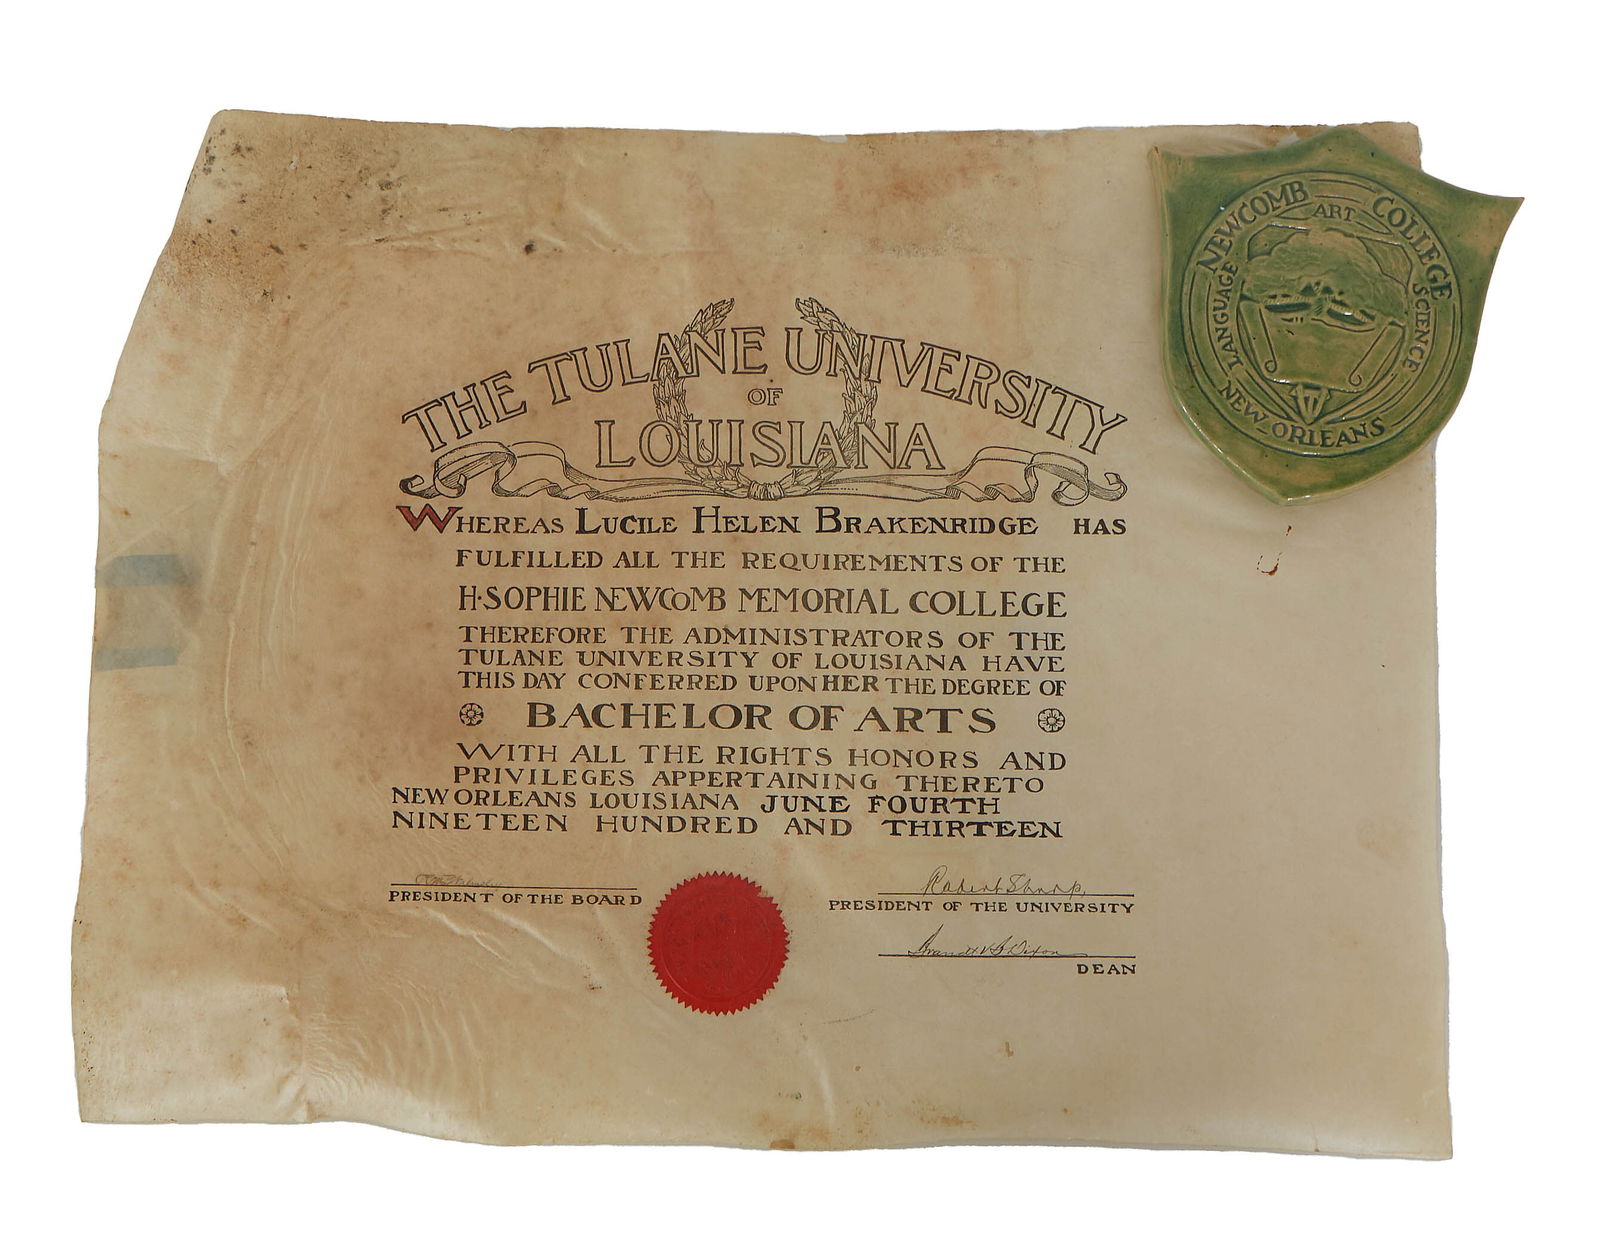 THE TULANE UNIVERSITY
OF
LOUISIANA
WHEREAS LUCILE HELEN BRAKENRIDGE HAS
FULFILLED ALL THE REQUIREMENTS OF THE
H·SOPHIE NEWCOMB MEMORIAL COLLEGE
THEREFORE THE ADMINISTRATORS OF THE
TULANE UNIVERSITY OF LOUISIANA HAVE
THIS DAY CONFERRED UPON HER THE DEGREE OF
BACHELOR OF ARTS
WITH ALL THE RIGHTS HONORS AND
PRIVILEGES APPERTAINING THERETO
NEW ORLEANS LOUISIANA JUNE FOURTH
NINETEEN HUNDRED AND THIRTEEN
PRESIDENT OF THE BOARD
Robert Sharp.
PRESIDENT OF THE UNIVERSITY
Brandt V B Dixon
DEAN
NEWCOMB COLLEGE
NEW ORLEANS
LANGUAGE ART SCIENCE